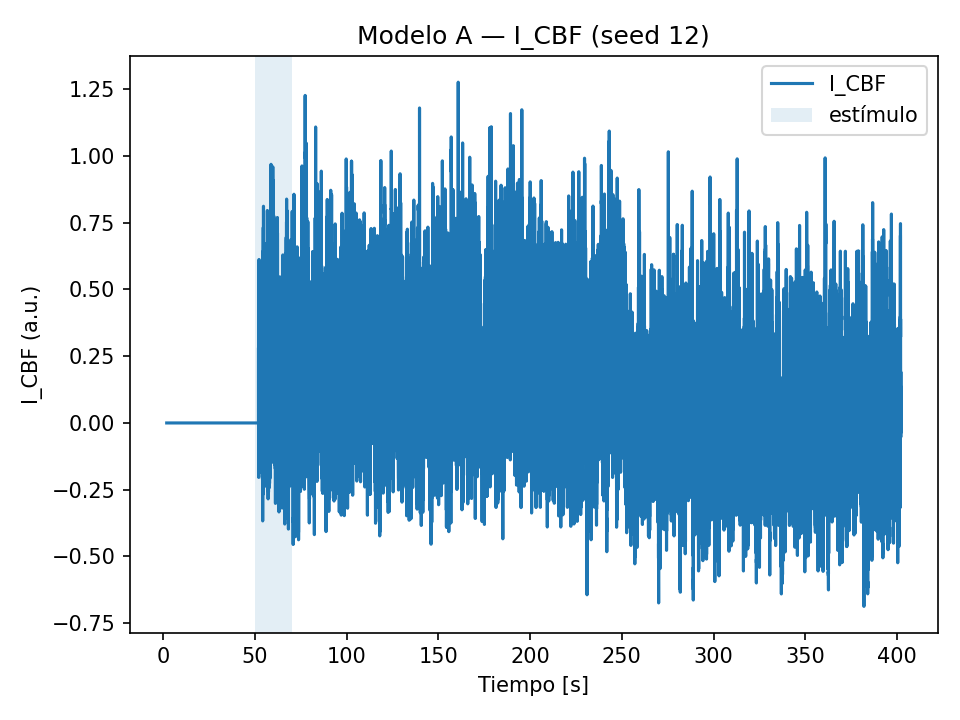 Modelo A — I_CBF (seed 12)
I_CBF
estímulo
I_CBF (a.u.)
1.25
1.00
0.75
0.50
0.25
0.00
−0.25
−0.50
−0.75
0 50 100 150 200 250 300 350 400
Tiempo [s]